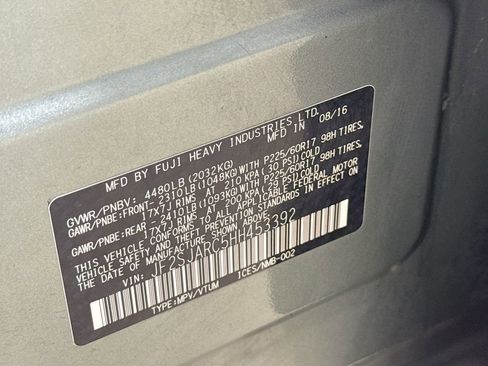 MFD BY FUJI HEAVY INDUSTRIES LTD. MFD IN 08/16
GVWR/PNBV: 4480LB (2032KG)
GAWR/PNBE:FRONT- 2310LB (1048KG)WITH P225/60R17 98H TIRES,
17X7J RIMS, AT 210 KPA (30 PSI)COLD
GAWR/PNBE:REAR - 2410LB (1093KG)WITH P225/60R17 98H TIRES,
17X7J RIMS, AT 200 KPA (29 PSI)COLD
THIS VEHICLE CONFORMS TO ALL APPLICABLE FEDERAL MOTOR
VEHICLE SAFETY AND THEFT PREVENTION STANDARDS IN EFFECT ON
THE DATE OF MANUFACTURE SHOWN ABOVE.
VIN: JF2SJARC5HH453392
TYPE:MPV/VTUM ICES/NMB-002